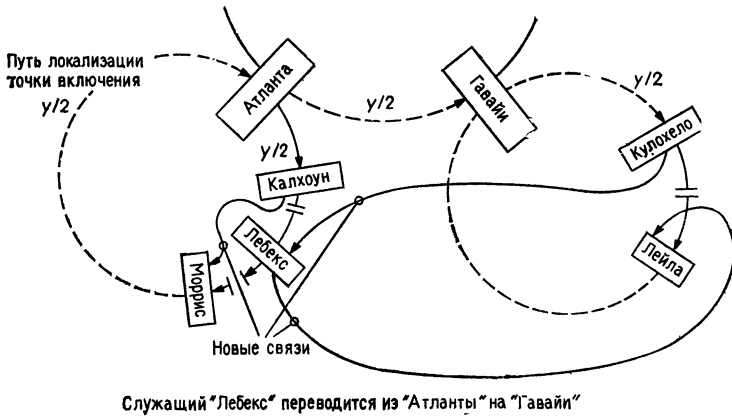 Путь локализации
точки включения
у/2
Атланта
у/2
Гавайи
у/2
Кулохело
у/2
Калхоун
Лебекс
Моррис
Лейла
Новые связи
Служащий "Лебекс" переводится из "Атланты" на "Гавайи"